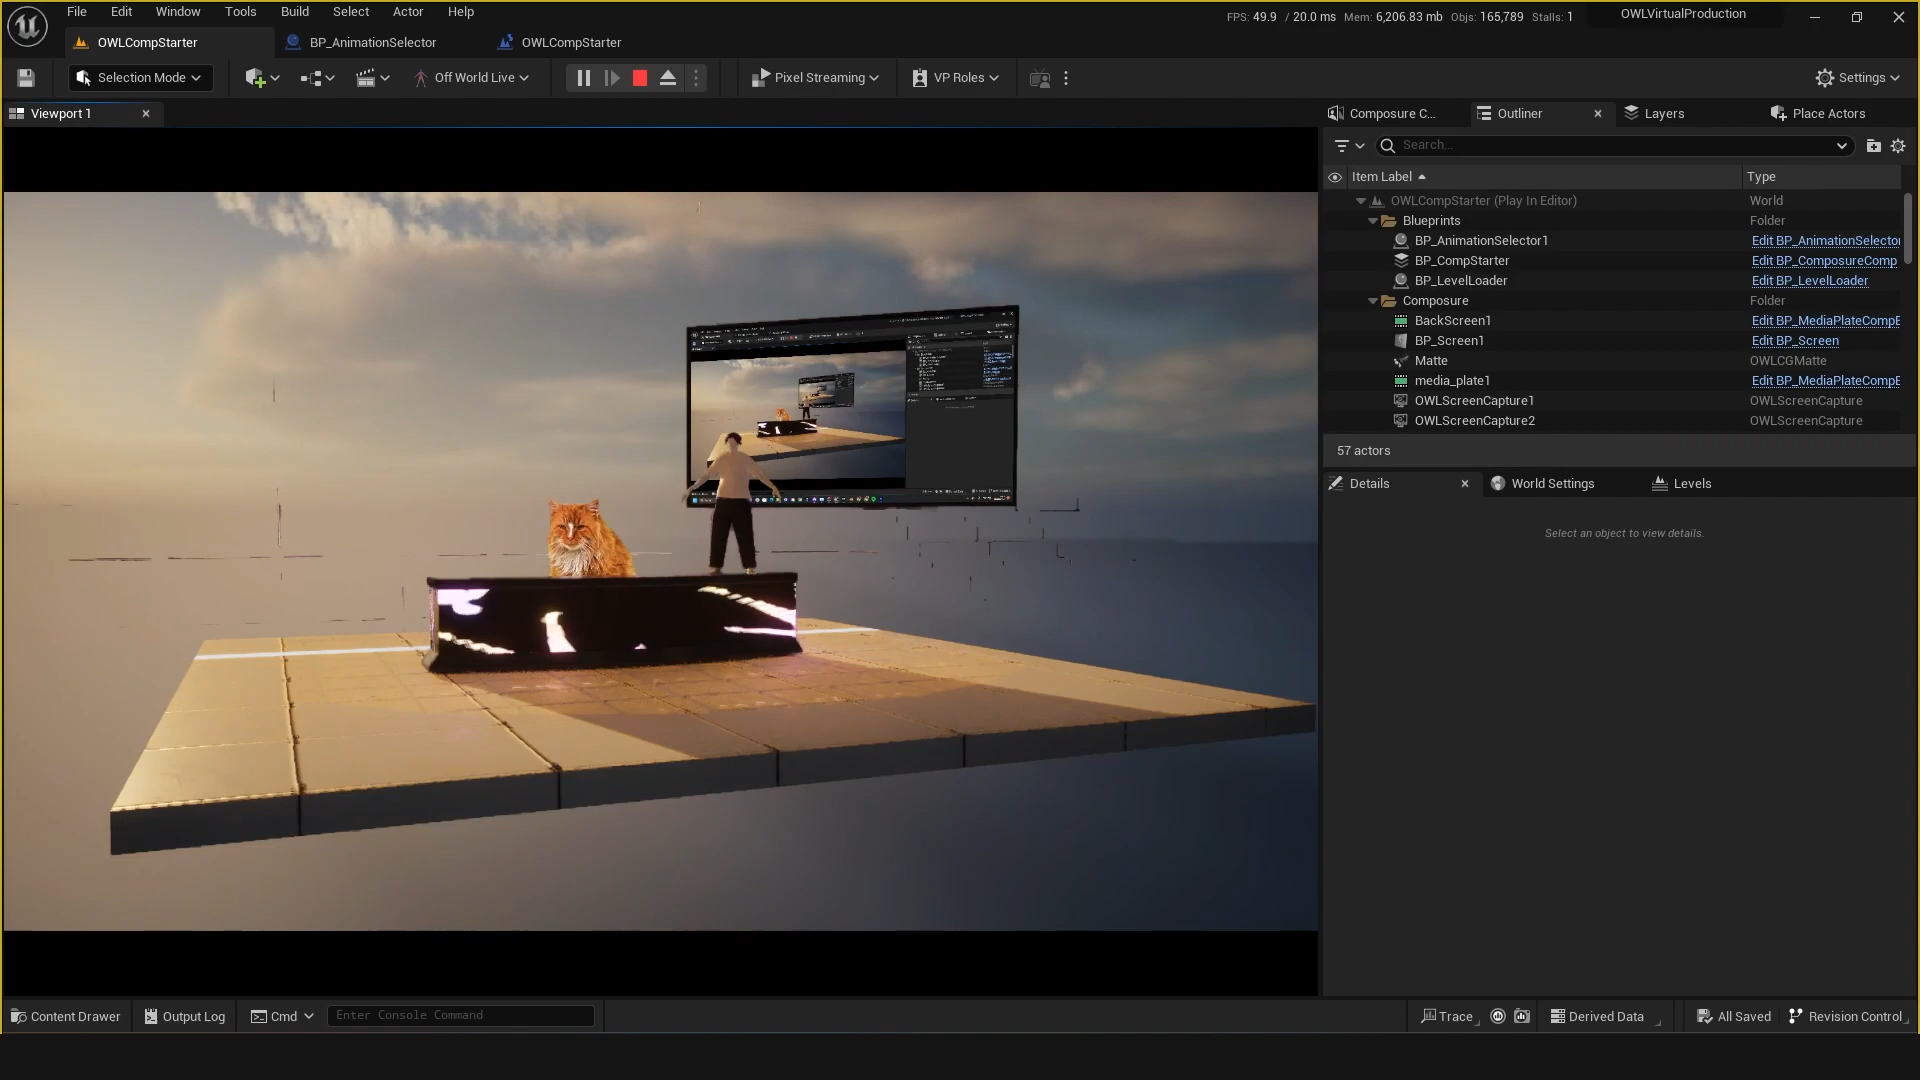 File Edit Window Tools Build Select Actor Help
FPS: 49.9 / 20.0 ms Mem: 6,206.83 mb Objs: 165,789 Stalls: 1
OWLVirtualProduction
OWLCompStarter
BP_AnimationSelector
OWLCompStarter
Selection Mode
Off World Live
Pixel Streaming
VP Roles
Settings
Viewport 1
Composure C...
Outliner
Layers
Place Actors
Search...
Item Label Type
OWLCompStarter (Play In Editor) World
Blueprints Folder
BP_AnimationSelector1 Edit BP_AnimationSelector
BP_CompStarter Edit BP_ComposureComp
BP_LevelLoader Edit BP_LevelLoader
Composure Folder
BackScreen1 Edit BP_MediaPlateCompE
BP_Screen1 Edit BP_Screen
Matte OWLCGMatte
media_plate1 Edit BP_MediaPlateCompE
OWLScreenCapture1 OWLScreenCapture
OWLScreenCapture2 OWLScreenCapture
57 actors
Details
World Settings
Levels
Select an object to view details.
Content Drawer
Output Log
Cmd
Enter Console Command
Trace
Derived Data
All Saved
Revision Control